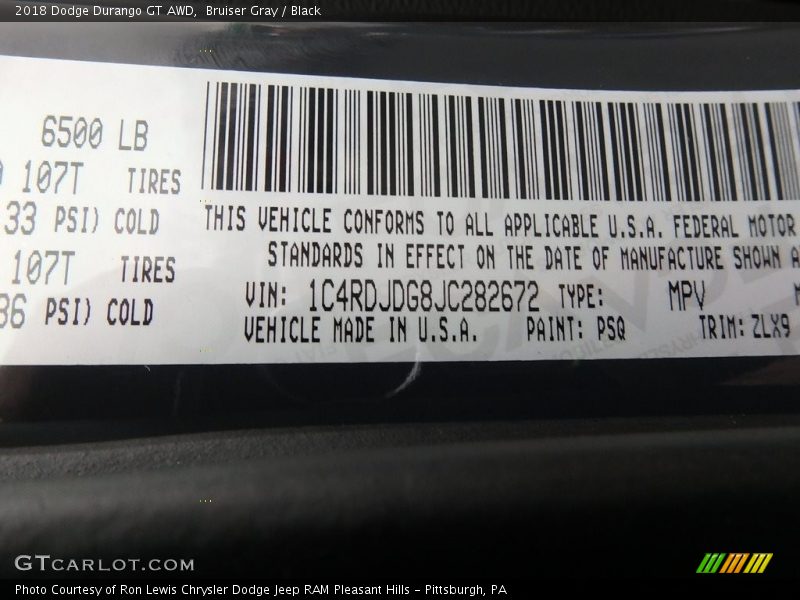 2018 Dodge Durango GT AWD,  Bruiser Gray / Black
6500 LB
107T TIRES
33 PSI) COLD
107T TIRES
36 PSI) COLD
THIS VEHICLE CONFORMS TO ALL APPLICABLE U.S.A. FEDERAL MOTOR
STANDARDS IN EFFECT ON THE DATE OF MANUFACTURE SHOWN A
VIN: 1C4RDJDG8JC282672 TYPE: MPV
VEHICLE MADE IN U.S.A. PAINT: PSQ TRIM: ZLX9
GTCARLOT.COM
Photo Courtesy of Ron Lewis Chrysler Dodge Jeep RAM Pleasant Hills - Pittsburgh, PA